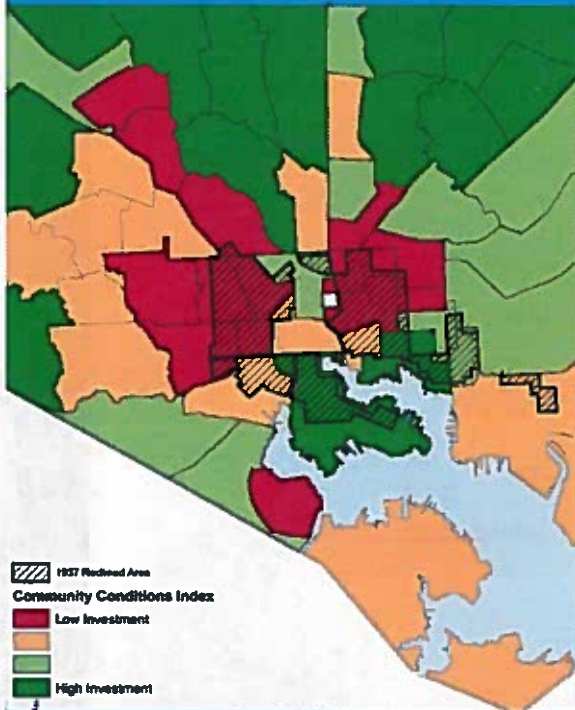 1937 Redlined Area
Community Conditions Index
Low Investment
High Investment